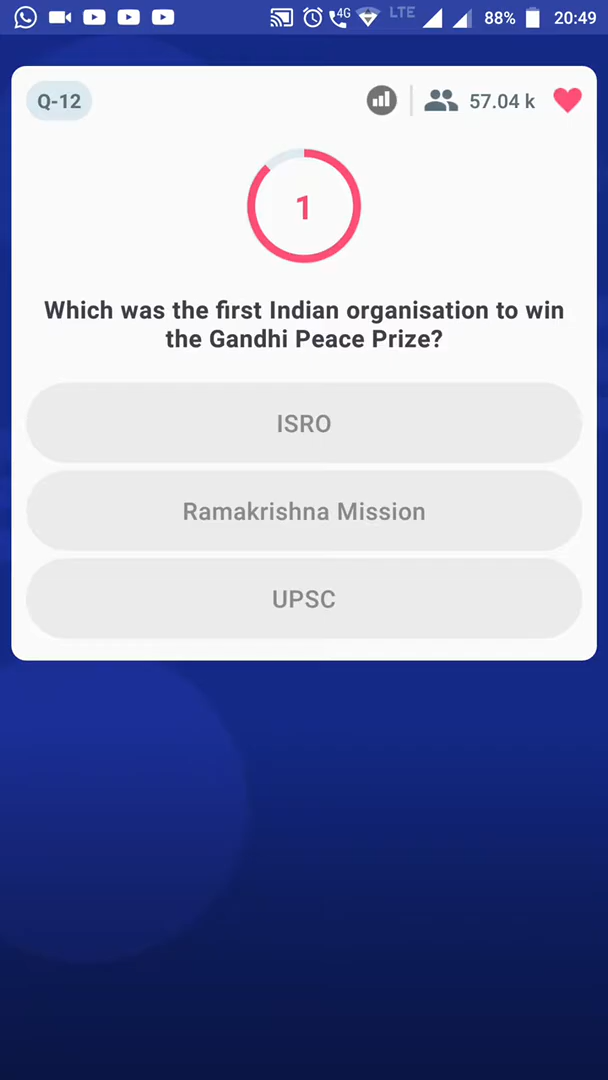 4G LTE 88% 20:49
Q-12 57.04 k
1
Which was the first Indian organisation to win
the Gandhi Peace Prize?
ISRO
Ramakrishna Mission
UPSC